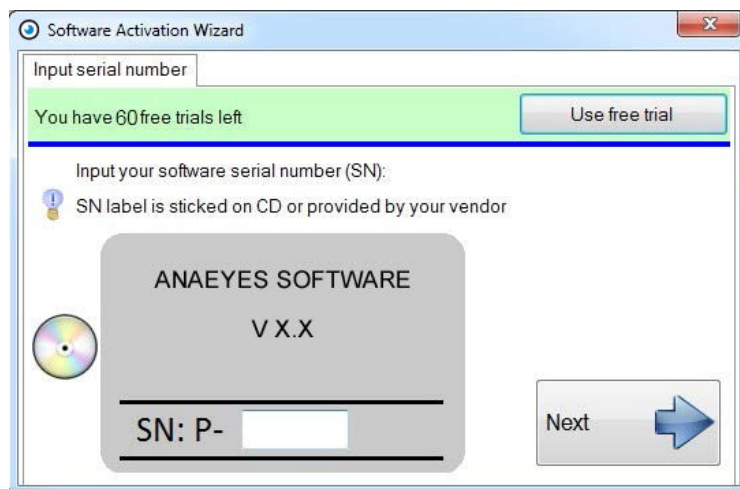 Software Activation Wizard
Input serial number
You have 60 free trials left
Use free trial
Input your software serial number (SN):
SN label is sticked on CD or provided by your vendor
ANAEYES SOFTWARE
V X.X
SN: P-
Next